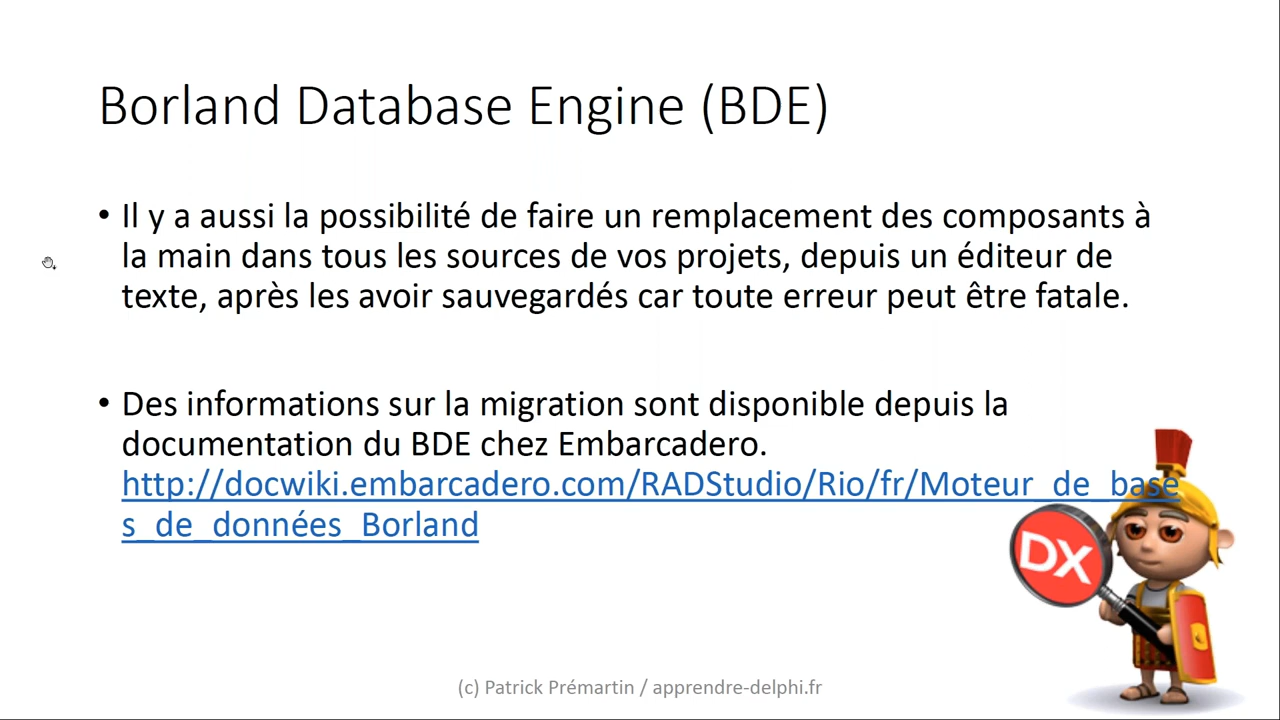 Borland Database Engine (BDE)
• Il y a aussi la possibilité de faire un remplacement des composants à
la main dans tous les sources de vos projets, depuis un éditeur de
texte, après les avoir sauvegardés car toute erreur peut être fatale.
• Des informations sur la migration sont disponible depuis la
documentation du BDE chez Embarcadero.
http://docwiki.embarcadero.com/RADStudio/Rio/fr/Moteur_de_base
s_de_données_Borland
DX
(c) Patrick Prémartin / apprendre-delphi.fr